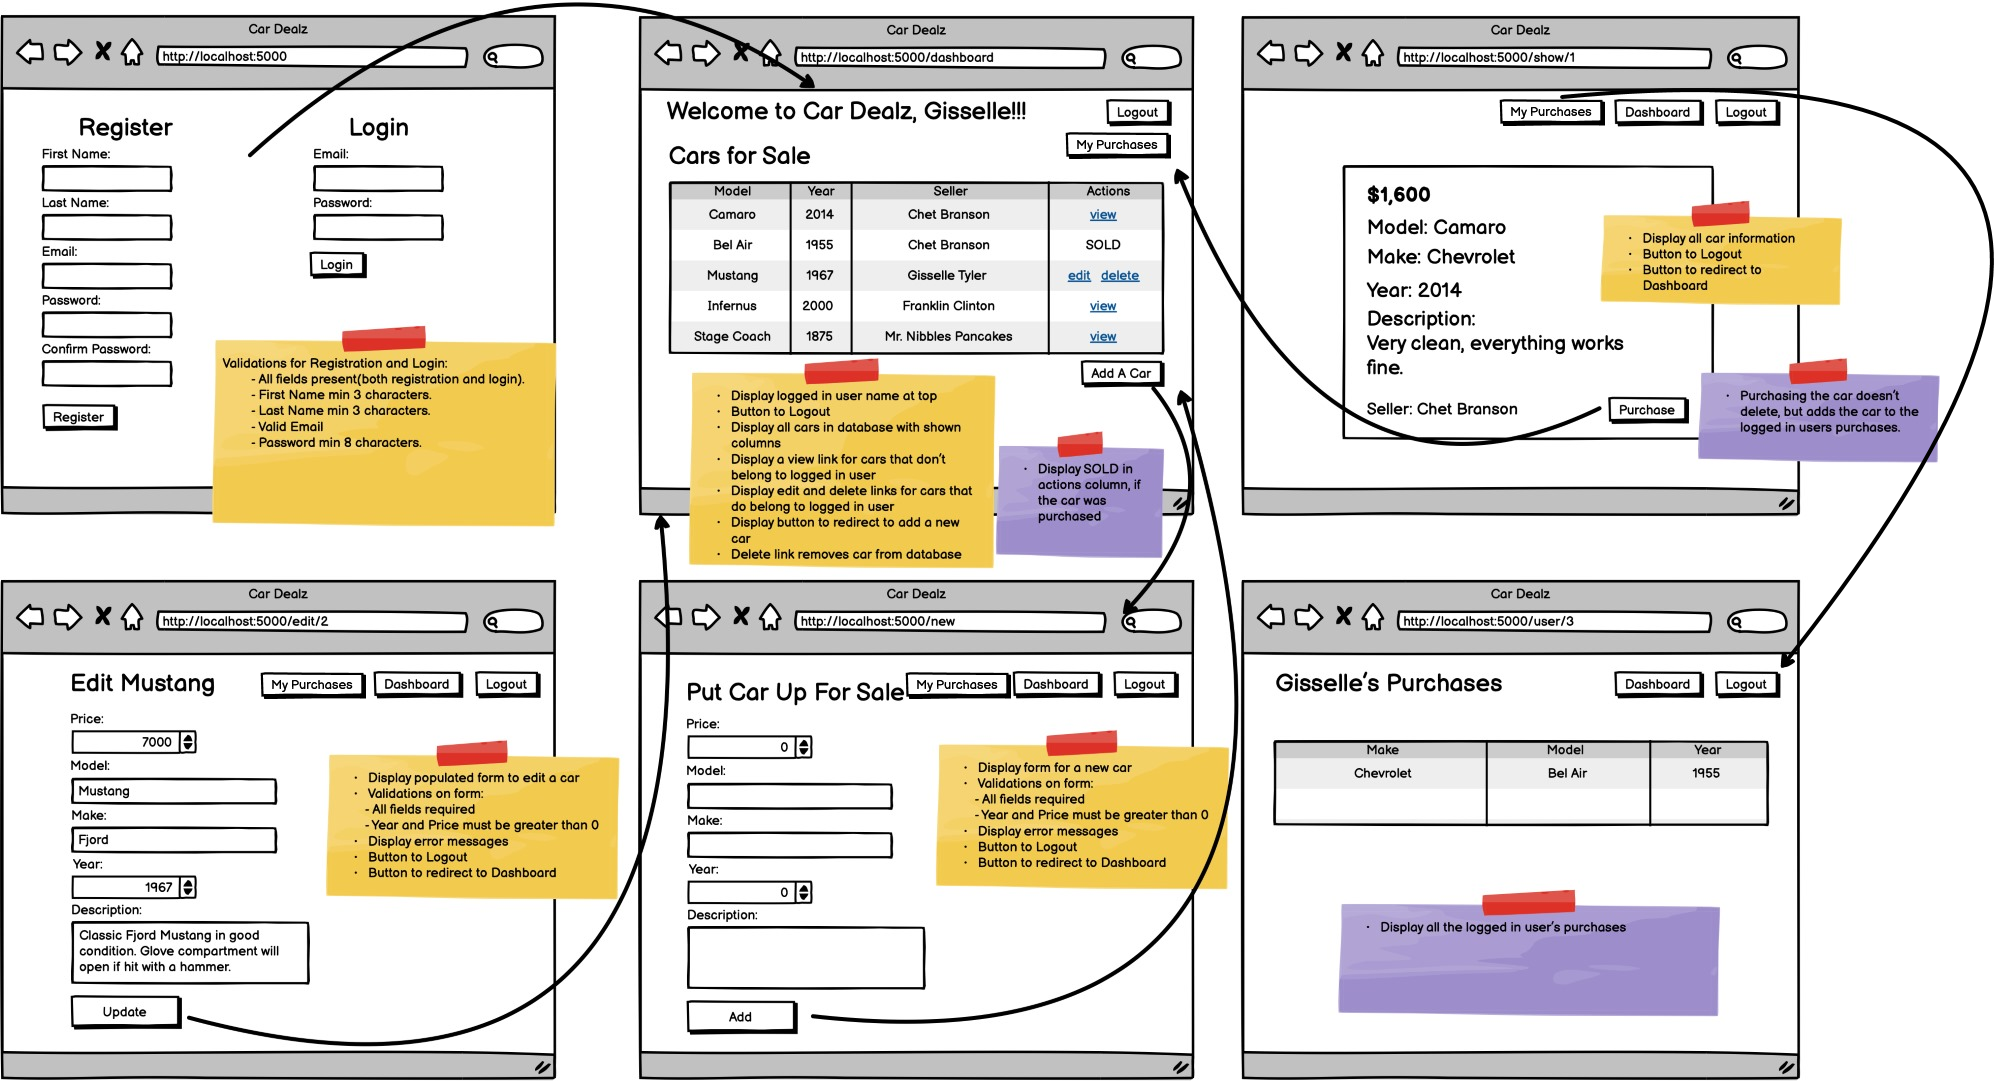 Car Dealz
http://localhost:5000
Register
First Name:
Last Name:
Email:
Password:
Confirm Password:
Register
Login
Email:
Password:
Login
Validations for Registration and Login:
- All fields present(both registration and login).
- First Name min 3 characters.
- Last Name min 3 characters.
- Valid Email
- Password min 8 characters.
Car Dealz
http://localhost:5000/dashboard
Welcome to Car Dealz, Gisselle!!!
Logout
My Purchases
Cars for Sale
Model Year Seller Actions
Camaro 2014 Chet Branson view
Bel Air 1955 Chet Branson SOLD
Mustang 1967 Gisselle Tyler edit delete
Infernus 2000 Franklin Clinton view
Stage Coach 1875 Mr. Nibbles Pancakes view
Add A Car
· Display logged in user name at top
· Button to Logout
· Display all cars in database with shown
columns
· Display a view link for cars that don't
belong to logged in user
· Display edit and delete links for cars that
do belong to logged in user
· Display button to redirect to add a new
car
· Delete link removes car from database
· Display SOLD in
actions column, if
the car was
purchased
Car Dealz
http://localhost:5000/show/1
My Purchases Dashboard Logout
$1,600
Model: Camaro
Make: Chevrolet
Year: 2014
Description:
Very clean, everything works
fine.
Seller: Chet Branson
Purchase
· Display all car information
· Button to Logout
· Button to redirect to
Dashboard
· Purchasing the car doesn't
delete, but adds the car to the
logged in users purchases.
Car Dealz
http://localhost:5000/edit/2
Edit Mustang
My Purchases Dashboard Logout
Price:
7000
Model:
Mustang
Make:
Fjord
Year:
1967
Description:
Classic Fjord Mustang in good
condition. Glove compartment will
open if hit with a hammer.
Update
· Display populated form to edit a car
· Validations on form:
- All fields required
- Year and Price must be greater than 0
· Display error messages
· Button to Logout
· Button to redirect to Dashboard
Car Dealz
http://localhost:5000/new
Put Car Up For Sale
My Purchases Dashboard Logout
Price:
0
Model:
Make:
Year:
0
Description:
Add
· Display form for a new car
· Validations on form:
- All fields required
- Year and Price must be greater than 0
· Display error messages
· Button to Logout
· Button to redirect to Dashboard
Car Dealz
http://localhost:5000/user/3
Gisselle's Purchases
Dashboard Logout
Make Model Year
Chevrolet Bel Air 1955
· Display all the logged in user's purchases